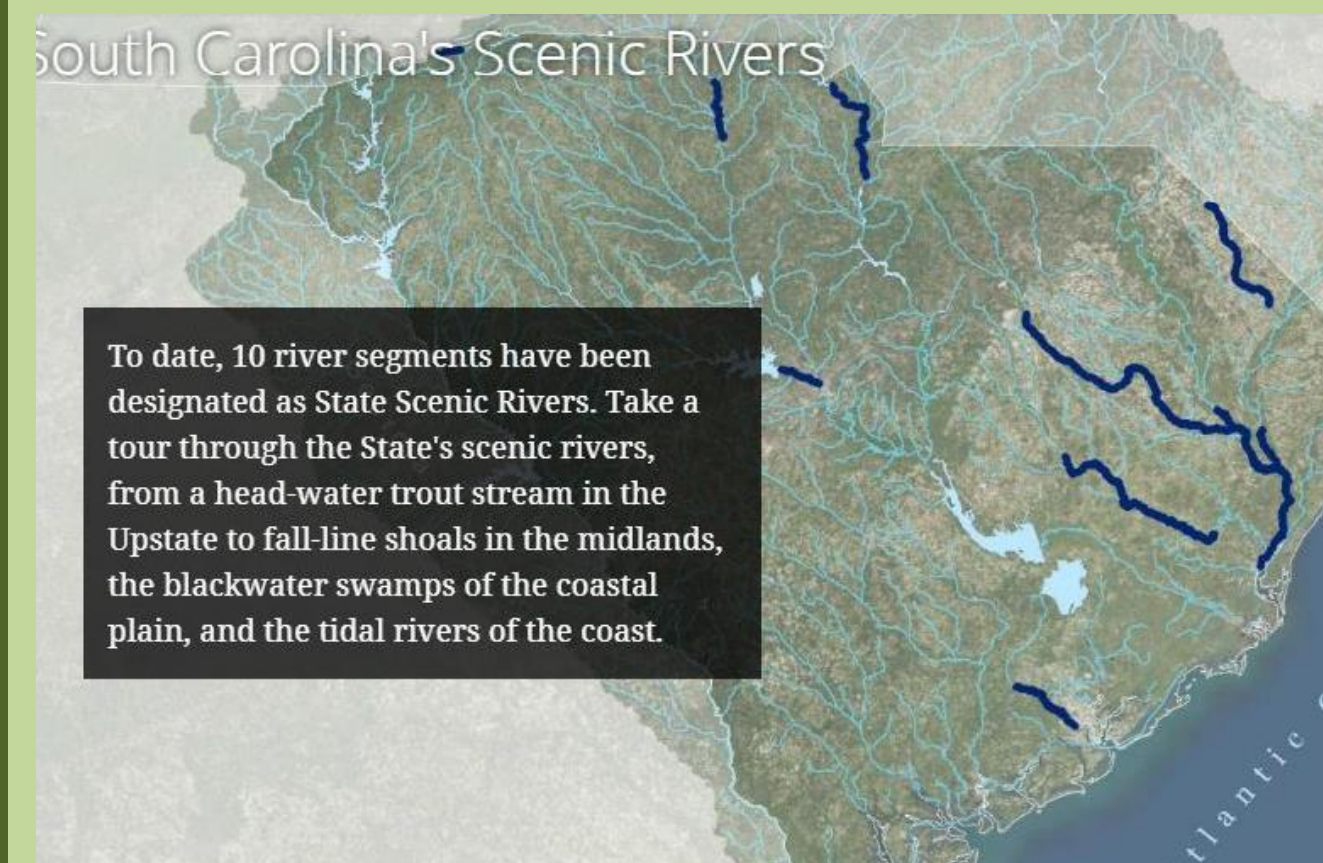 South Carolina's Scenic Rivers
To date, 10 river segments have been
designated as State Scenic Rivers. Take a
tour through the State's scenic rivers,
from a head-water trout stream in the
Upstate to fall-line shoals in the midlands,
the blackwater swamps of the coastal
plain, and the tidal rivers of the coast.
tlantic